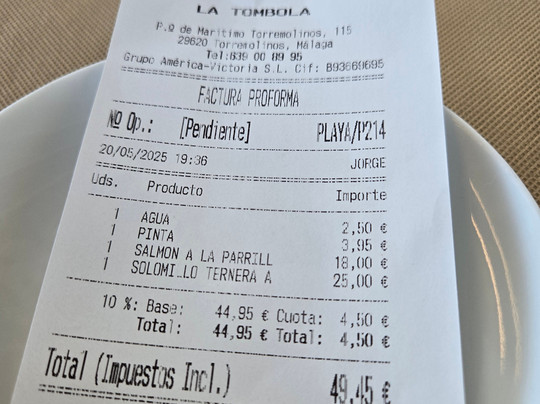 LA TOMBOLA
P.Q de Maritimo Torremolinos, 115
29620 Torremolinos, Málaga
Tel:639 00 89 95
Grupo América-Victoria S.L. Cif: B93669695
FACTURA PROFORMA
Nº Op.: [Pendiente] PLAYA/P214
20/05/2025 19:36 JORGE
Uds. Producto Importe
1 AGUA 2,50 €
1 PINTA 3,95 €
1 SALMON A LA PARRILL 18,00 €
1 SOLOMILLO TERNERA A 25,00 €
10 %: Base: 44,95 € Cuota: 4,50 €
Total: 44,95 € Total: 4,50 €
Total (Impuestos Incl.) 49,45 €